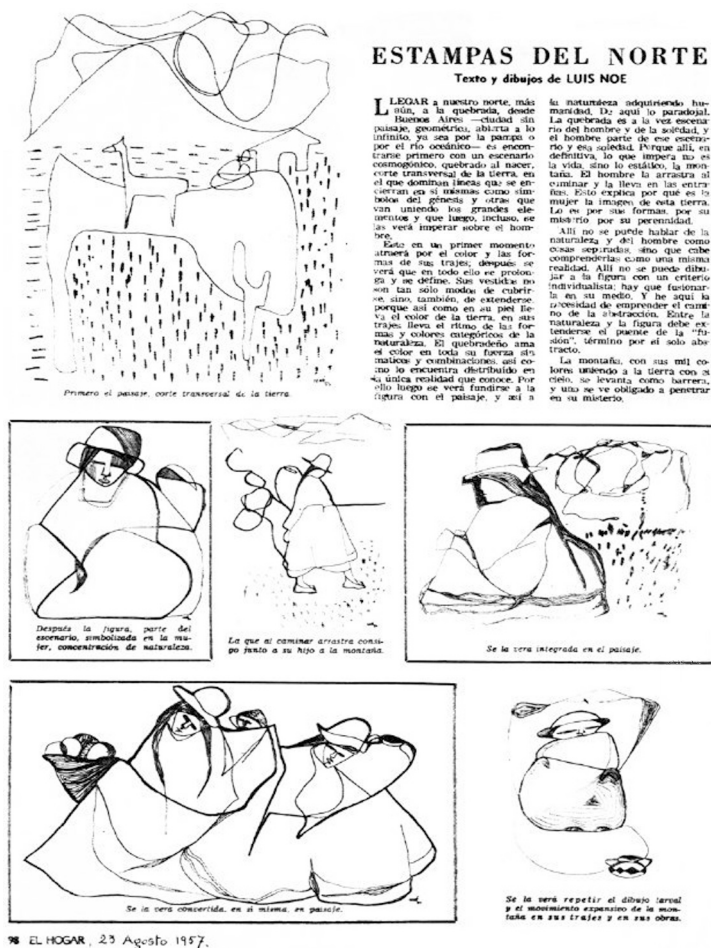 ESTAMPAS DEL NORTE
Texto y dibujos de LUIS NOE
LLEGAR a nuestro norte, más
aún, a la quebrada, desde
Buenos Aires —ciudad sin
paisaje, geométrica, abierta a lo
infinito, ya sea por la pampa o
por el río oceánico— es encon-
trarse primero con un escenario
cosmogónico, quebrado al nacer,
corte transversal de la tierra, en
el que dominan líneas que se en-
cierran en sí mismas como sím-
bolos del génesis y otras que
van uniendo los grandes ele-
mentos y que luego, incluso, se
las verá imperar sobre el hom-
bre.
Este en un primer momento
atraerá por el color y las for-
mas de sus trajes; después se
verá que en todo ello se prolon-
ga y se define. Sus vestidos no
son tan sólo modos de cubrir-
se, sino, también, de extenderse,
porque así como en su piel lle-
va el color de la tierra, en sus
trajes lleva el ritmo de las for-
mas y colores categóricos de la
naturaleza. El quebradeño ama
el color en toda su fuerza sin
matices y combinaciones, así co-
mo lo encuentra distribuido en
la única realidad que conoce. Por
ello luego se verá fundirse a la
figura con el paisaje, y así a
la naturaleza adquiriendo hu-
manidad. De aquí lo paradojal.
La quebrada es a la vez escena-
rio del hombre y de la soledad, y
el hombre parte de ese escena-
rio y esa soledad. Porque allí, en
definitiva, lo que impera no es
la vida, sino lo estático, la mon-
taña. El hombre la arrastra al
caminar y la lleva en las entra-
ñas. Esto explica por qué es la
mujer la imagen de esta tierra.
Lo es por sus formas, por su
misterio por su perennidad.
Allí no se puede hablar de la
naturaleza y del hombre como
cosas separadas, sino que cabe
comprenderlas como una misma
realidad. Allí no se puede dibu-
jar a la figura con un criterio
individualista; hay que fusionar-
la en su medio. Y he aquí la
necesidad de emprender el cami-
no de la abstracción. Entre la
naturaleza y la figura debe ex-
tenderse el puente de la "fu-
sión", término por sí solo abs-
tracto.
La montaña, con sus mil co-
lores uniendo a la tierra con el
cielo, se levanta como barrera,
y uno se ve obligado a penetrar
en su misterio.
Primero el paisaje, corte transversal de la tierra.
Después la figura, parte del
escenario, simbolizada en la mu-
jer, concentración de naturaleza.
La que al caminar arrastra consi-
go junto a su hijo a la montaña.
Se la verá integrada en el paisaje.
Se la verá convertida, en sí misma, en paisaje.
Se la verá repetir el dibujo larval
y el movimiento expansivo de la mon-
taña en sus trajes y en sus obras.
98 EL HOGAR, 23 Agosto 1957.